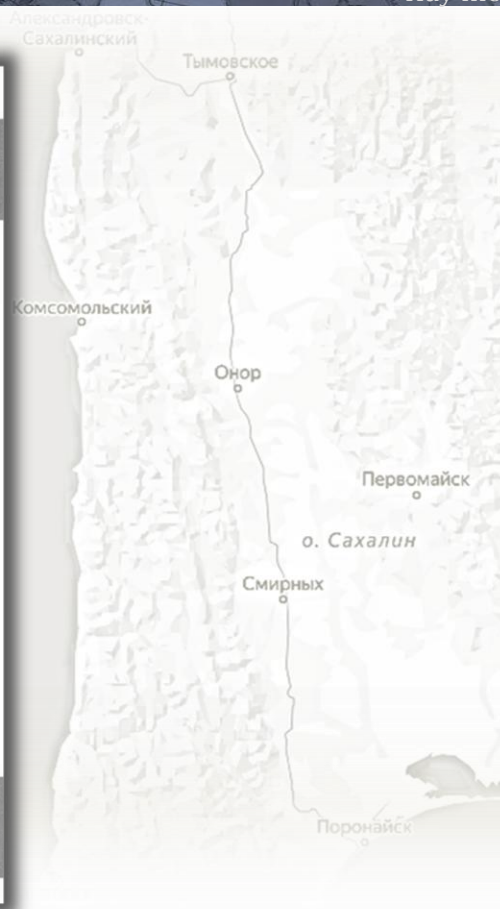 Александровск-
Сахалинский
Тымовское
Комсомольский
Онор
Первомайск
о. Сахалин
Смирных
Поронайск